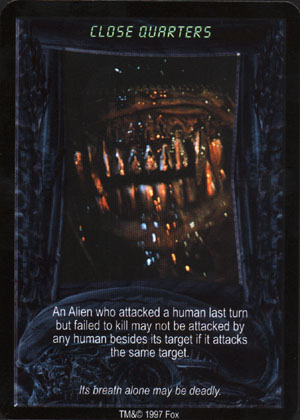 CLOSE QUARTERS
An Alien who attacked a human last turn
but failed to kill may not be attacked by
any human besides its target if it attacks
the same target.
Its breath alone may be deadly.
TM&© 1997 Fox